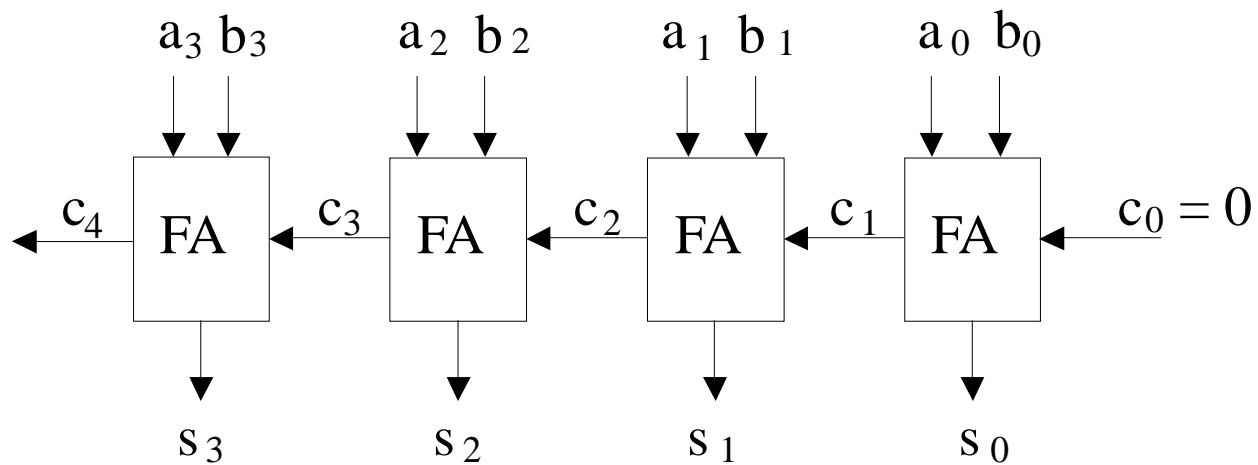 a₃ b₃ a₂ b₂ a₁ b₁ a₀ b₀
c₄ FA c₃ FA c₂ FA c₁ FA c₀ = 0
s₃ s₂ s₁ s₀